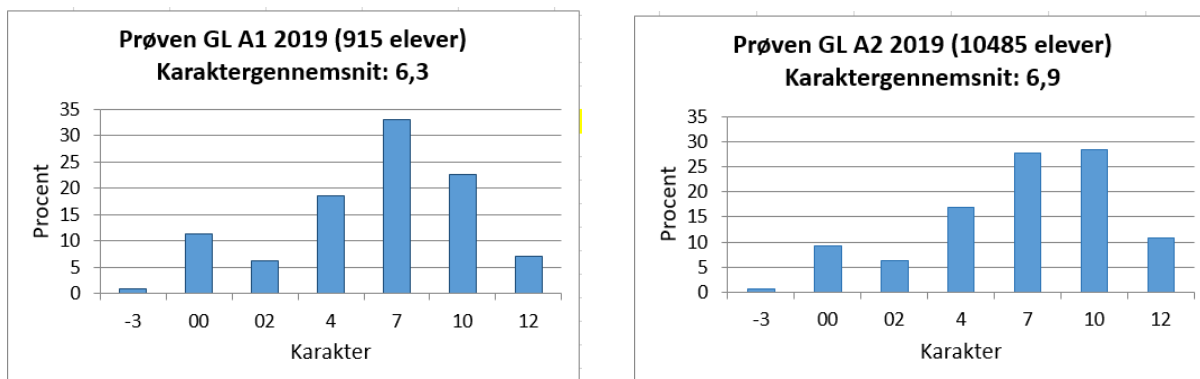 Prøven GL A1 2019 (915 elever)
Karaktergennemsnit: 6,3
35
30
25
20
15
10
5
0
Procent
-3 00 02 4 7 10 12
Karakter
Prøven GL A2 2019 (10485 elever)
Karaktergennemsnit: 6,9
35
30
25
20
15
10
5
0
Procent
-3 00 02 4 7 10 12
Karakter